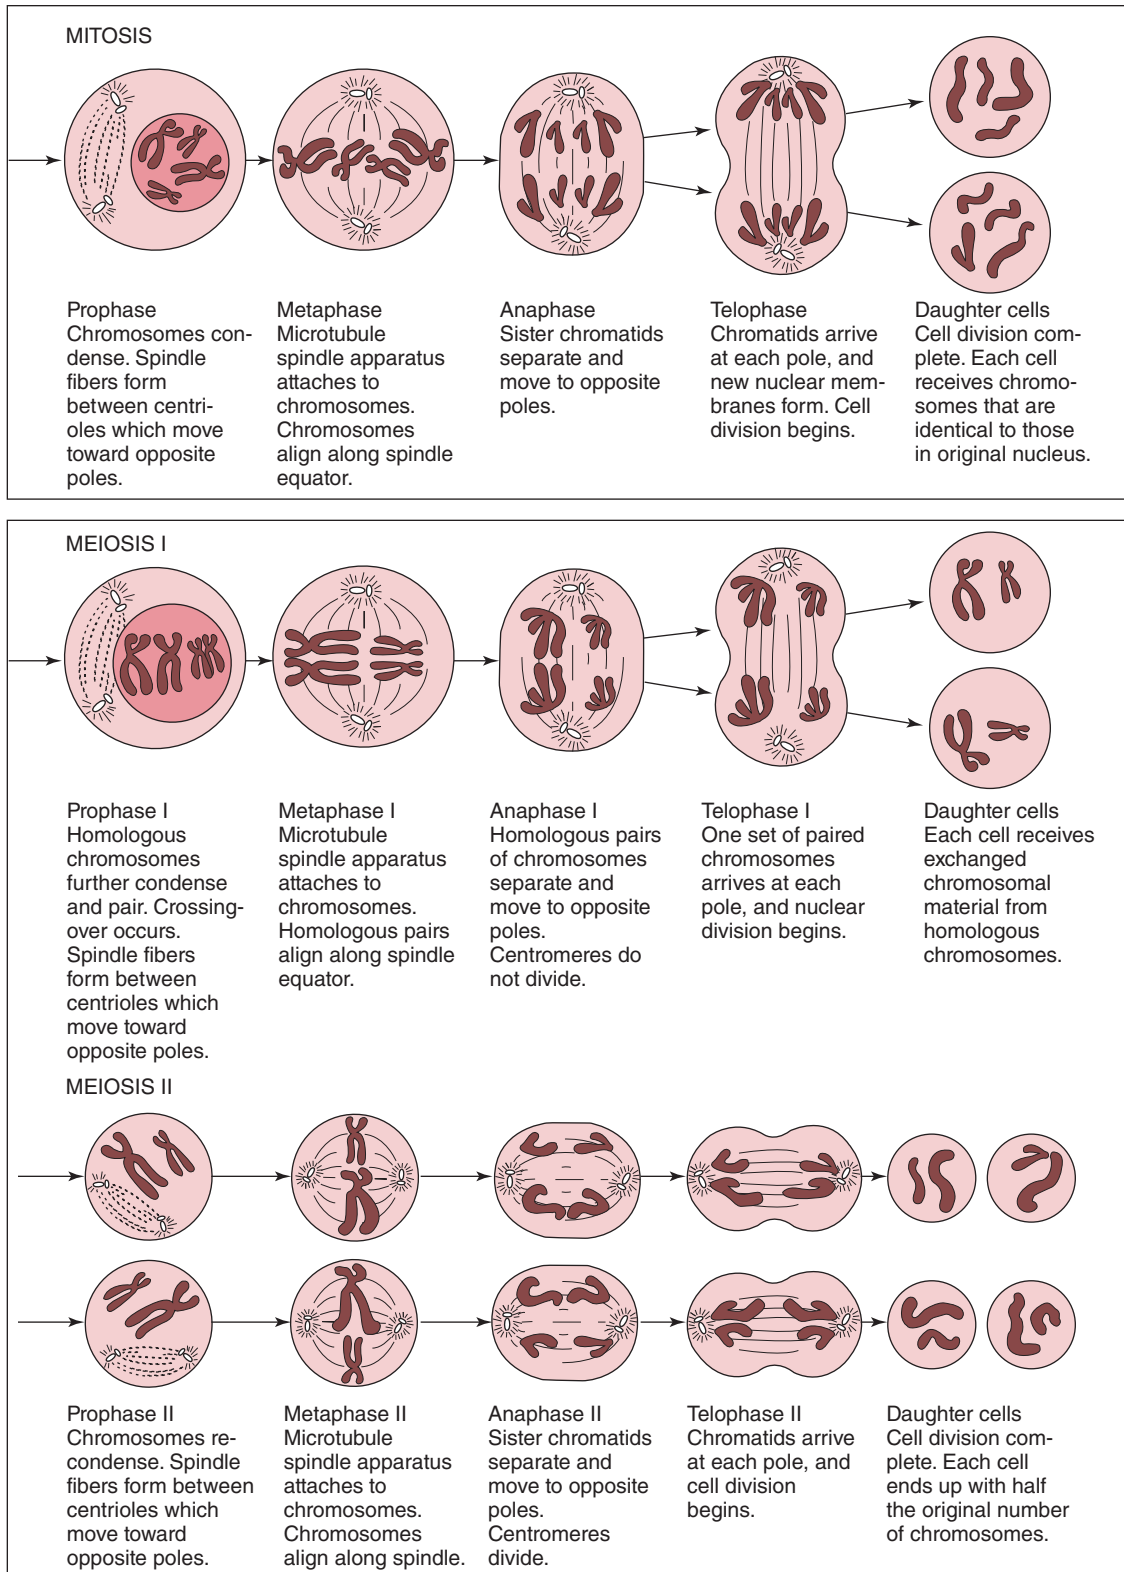 MITOSIS
Prophase
Chromosomes con-
dense. Spindle
fibers form
between centri-
oles which move
toward opposite
poles.
Metaphase
Microtubule
spindle apparatus
attaches to
chromosomes.
Chromosomes
align along spindle
equator.
Anaphase
Sister chromatids
separate and
move to opposite
poles.
Telophase
Chromatids arrive
at each pole, and
new nuclear mem-
branes form. Cell
division begins.
Daughter cells
Cell division com-
plete. Each cell
receives chromo-
somes that are
identical to those
in original nucleus.
MEIOSIS I
Prophase I
Homologous
chromosomes
further condense
and pair. Crossing-
over occurs.
Spindle fibers
form between
centrioles which
move toward
opposite poles.
Metaphase I
Microtubule
spindle apparatus
attaches to
chromosomes.
Homologous pairs
align along spindle
equator.
Anaphase I
Homologous pairs
of chromosomes
separate and
move to opposite
poles.
Centromeres do
not divide.
Telophase I
One set of paired
chromosomes
arrives at each
pole, and nuclear
division begins.
Daughter cells
Each cell receives
exchanged
chromosomal
material from
homologous
chromosomes.
MEIOSIS II
Prophase II
Chromosomes re-
condense. Spindle
fibers form between
centrioles which
move toward
opposite poles.
Metaphase II
Microtubule
spindle apparatus
attaches to
chromosomes.
Chromosomes
align along spindle.
Anaphase II
Sister chromatids
separate and
move to opposite
poles.
Centromeres
divide.
Telophase II
Chromatids arrive
at each pole, and
cell division
begins.
Daughter cells
Cell division com-
plete. Each cell
ends up with half
the original number
of chromosomes.